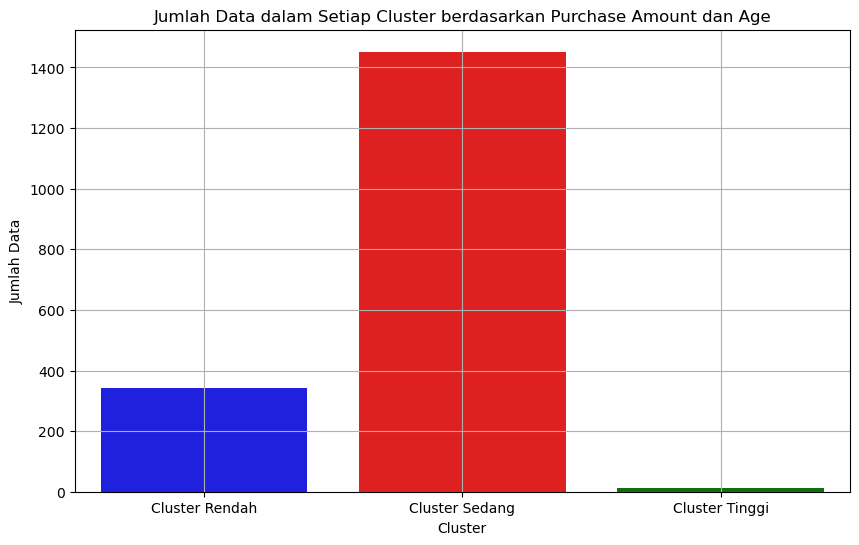 Jumlah Data dalam Setiap Cluster berdasarkan Purchase Amount dan Age
Jumlah Data
1400
1200
1000
800
600
400
200
0
Cluster Rendah
Cluster Sedang
Cluster Tinggi
Cluster